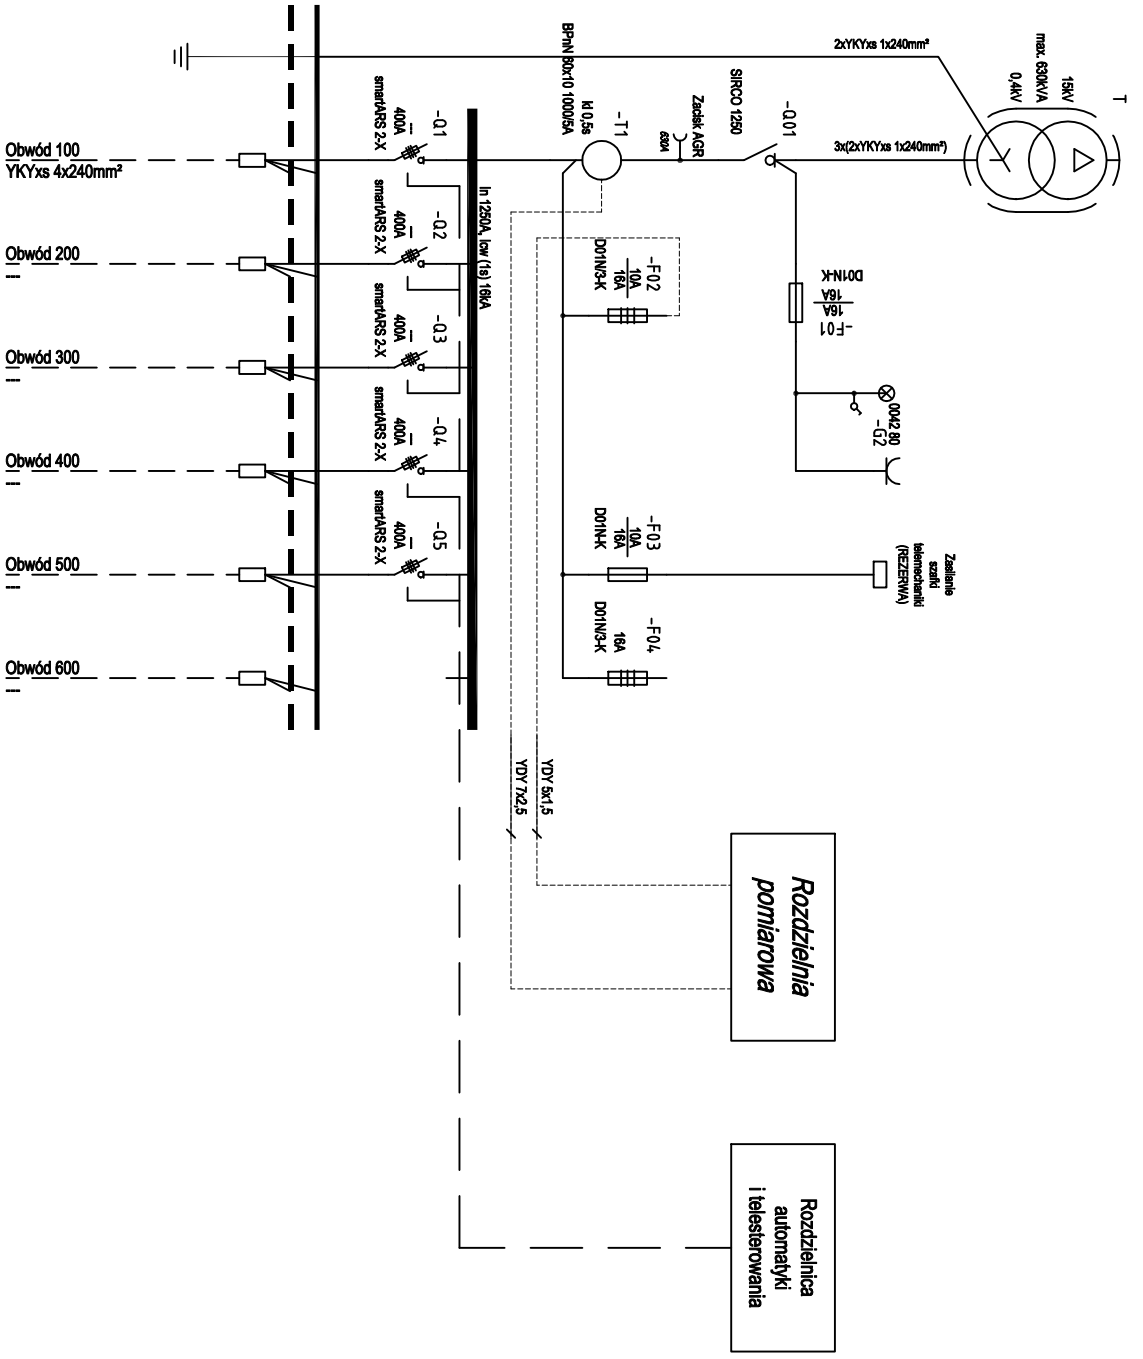 T
15kV
max. 630kVA
0,4kV
2xYKYxs 1x240mm²
3x(2xYKYxs 1x240mm²)
-Q01
SIRCO 1250
Zacisk AGR
630A
-T1
kl 0,5s
BPnN 60x10 1000/5A
-F01
16A
16A
D01N-K
0042 80
-G2
-F02
10A
16A
D01N/3-K
-F03
10A
16A
D01N-K
-F04
16A
D01N/3-K
Zasilanie
szafki
telemechaniki
(REZERWA)
In 1250A, Icw (1s) 16kA
-Q1
---
400A
smartARS 2-X
-Q2
---
400A
smartARS 2-X
-Q3
---
400A
smartARS 2-X
-Q4
---
400A
smartARS 2-X
-Q5
---
400A
smartARS 2-X
Obwód 100
YKYxs 4x240mm²
Obwód 200
---
Obwód 300
---
Obwód 400
---
Obwód 500
---
Obwód 600
---
YDY 5x1,5
YDY 7x2,5
Rozdzielnia
pomiarowa
Rozdzielnica
automatyki
i telesterowania